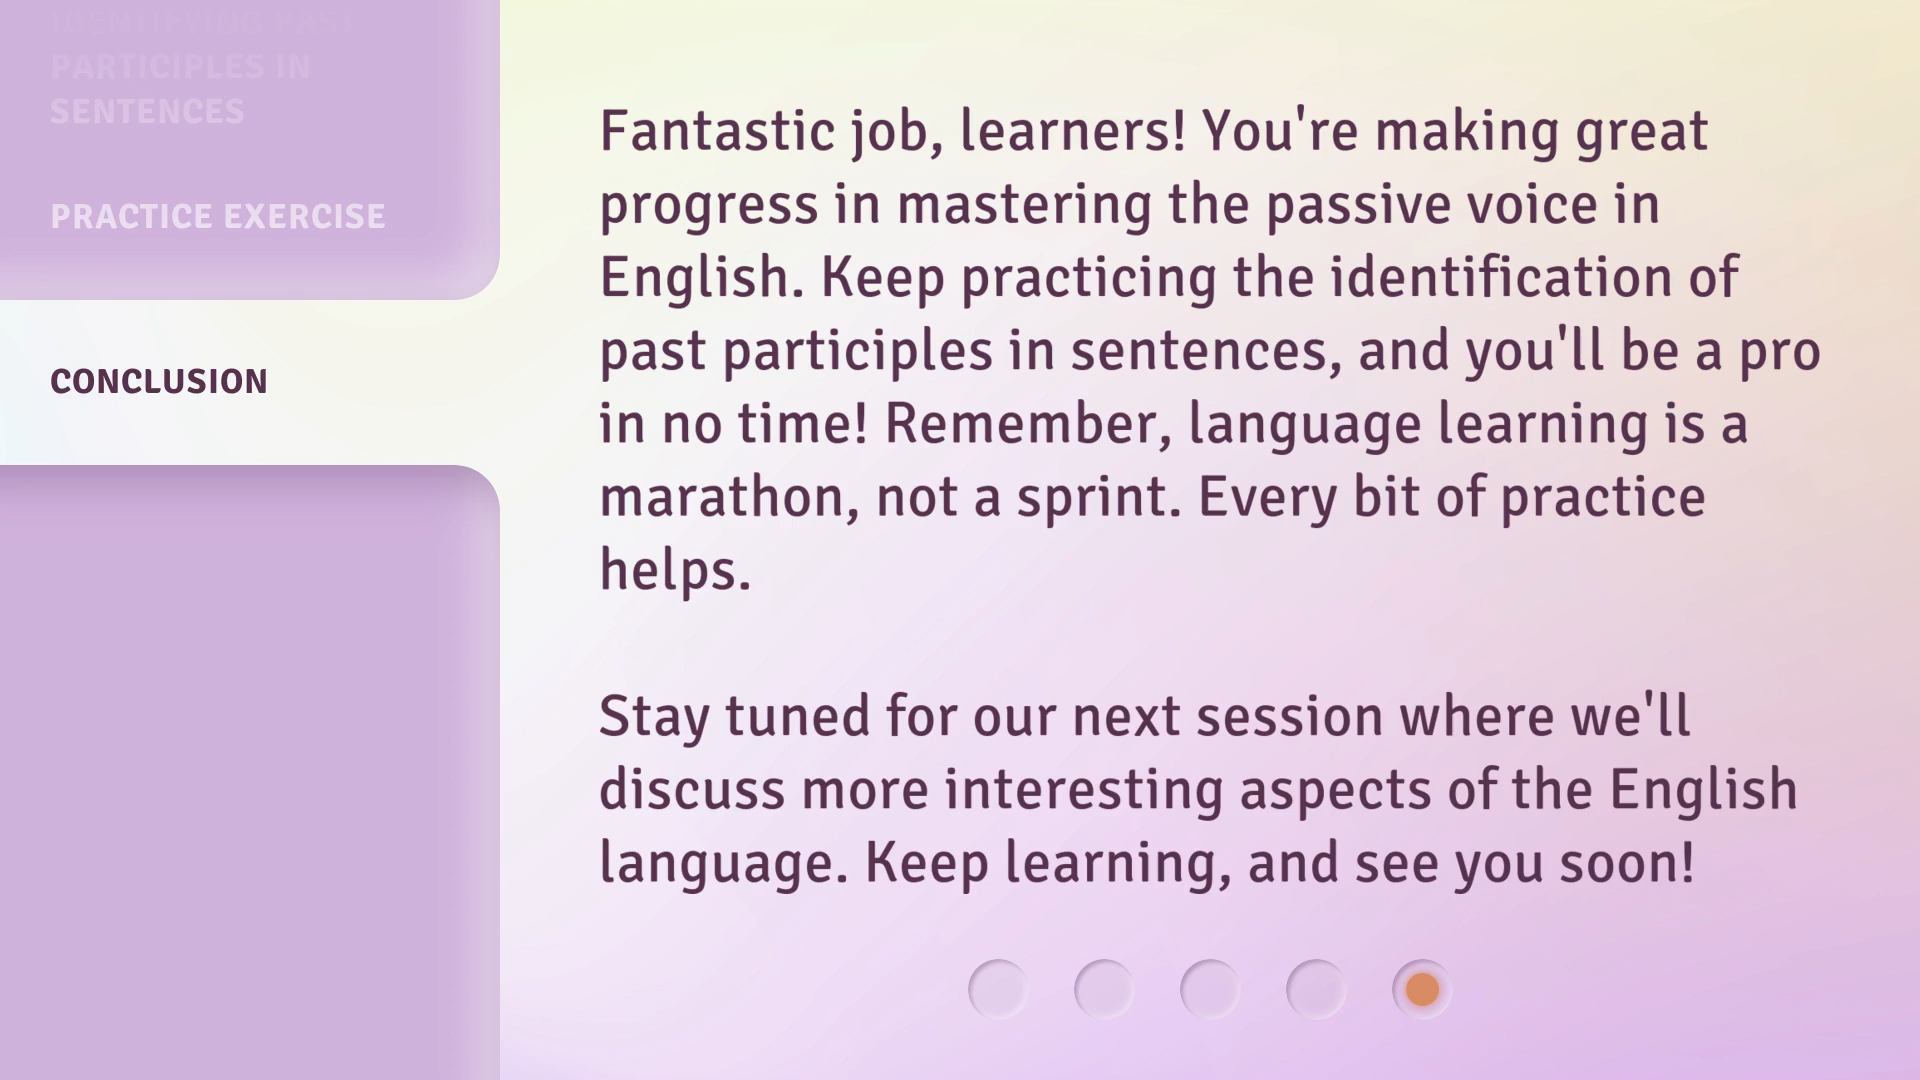 IDENTIFYING PAST
PARTICIPLES IN
SENTENCES
PRACTICE EXERCISE
CONCLUSION
Fantastic job, learners! You're making great
progress in mastering the passive voice in
English. Keep practicing the identification of
past participles in sentences, and you'll be a pro
in no time! Remember, language learning is a
marathon, not a sprint. Every bit of practice
helps.
Stay tuned for our next session where we'll
discuss more interesting aspects of the English
language. Keep learning, and see you soon!